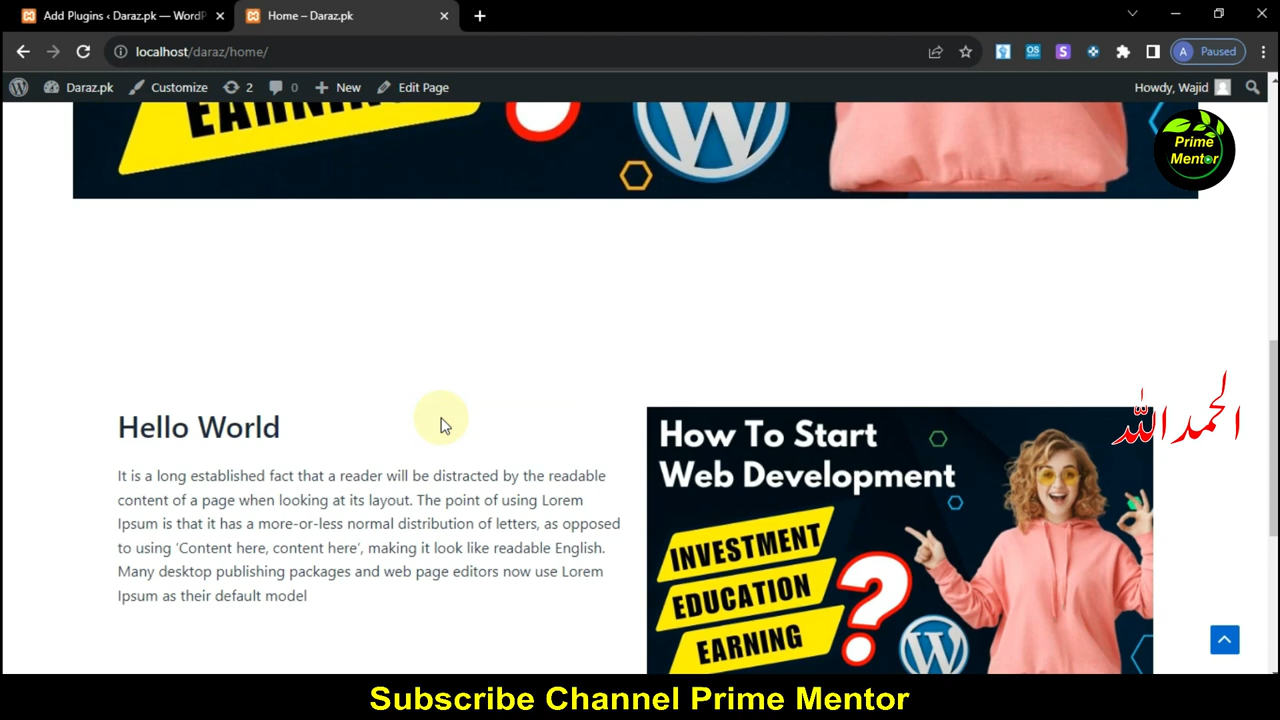 Add Plugins ‹ Daraz.pk — WordP
Home – Daraz.pk
localhost/daraz/home/
OS
S
A Paused
Daraz.pk Customize 2 0 New Edit Page
Howdy, Wajid
EARNING
Prime
Mentor
الحمدالله
Hello World
It is a long established fact that a reader will be distracted by the readable
content of a page when looking at its layout. The point of using Lorem
Ipsum is that it has a more-or-less normal distribution of letters, as opposed
to using ‘Content here, content here’, making it look like readable English.
Many desktop publishing packages and web page editors now use Lorem
Ipsum as their default model
How To Start
Web Development
INVESTMENT
EDUCATION
EARNING
?
Subscribe Channel Prime Mentor